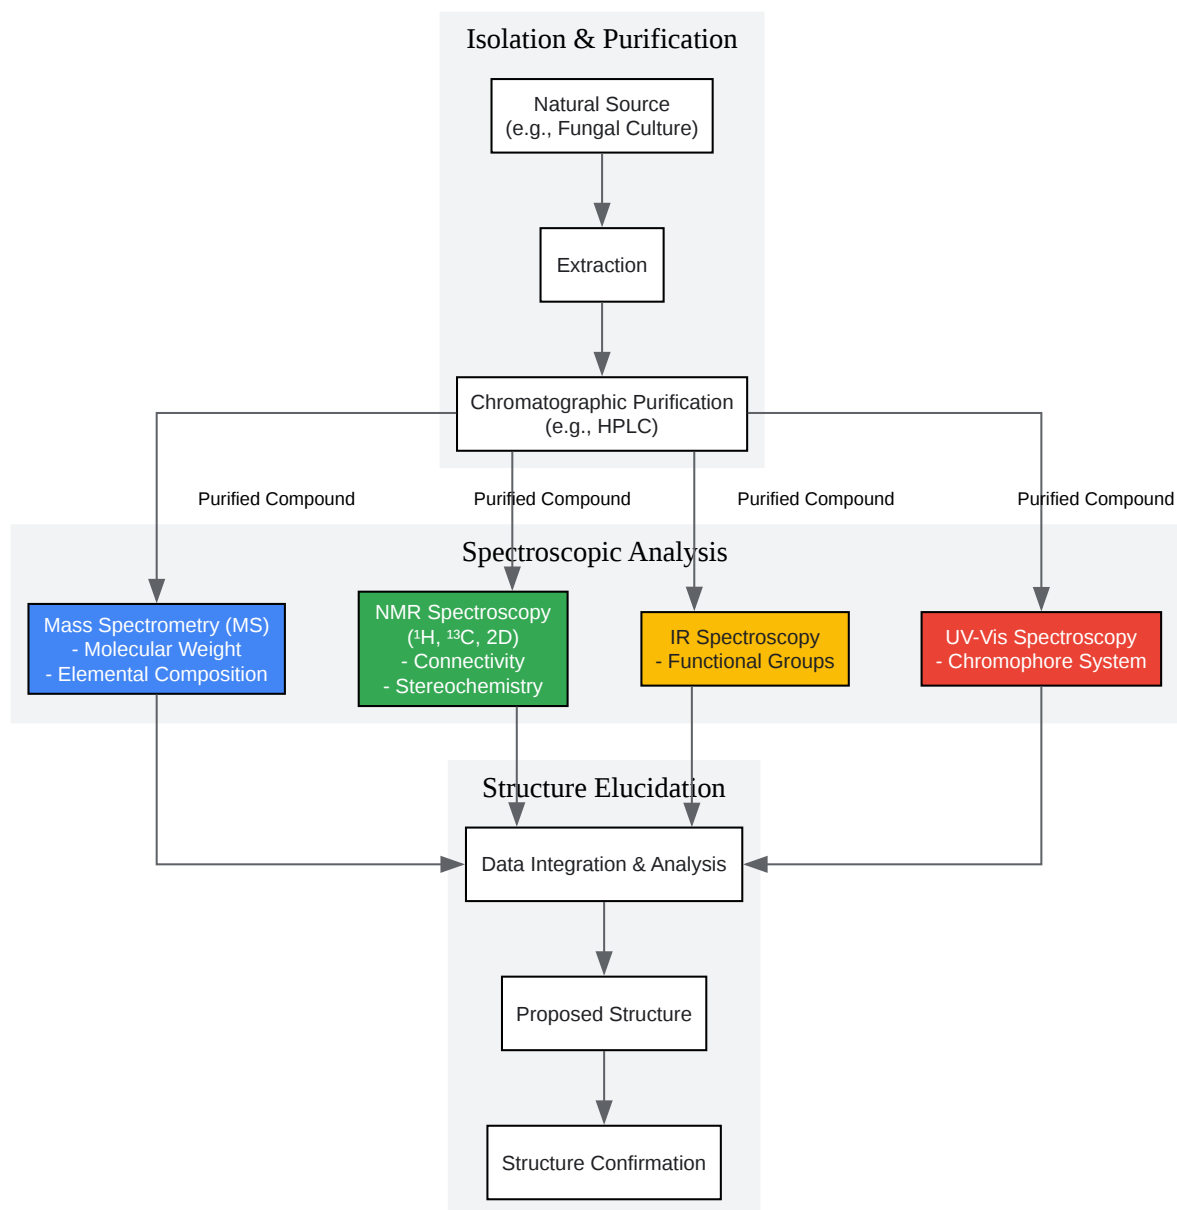 Isolation & Purification
Natural Source
(e.g., Fungal Culture)
Extraction
Chromatographic Purification
(e.g., HPLC)
Purified Compound
Purified Compound
Purified Compound
Purified Compound
Spectroscopic Analysis
Mass Spectrometry (MS)
- Molecular Weight
- Elemental Composition
NMR Spectroscopy
(¹H, ¹³C, 2D)
- Connectivity
- Stereochemistry
IR Spectroscopy
- Functional Groups
UV-Vis Spectroscopy
- Chromophore System
Structure Elucidation
Data Integration & Analysis
Proposed Structure
Structure Confirmation